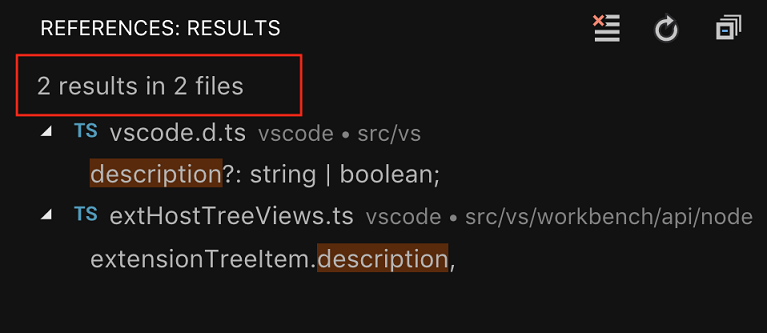 REFERENCES: RESULTS
2 results in 2 files
TS vscode.d.ts vscode • src/vs
description?: string | boolean;
TS extHostTreeViews.ts vscode • src/vs/workbench/api/node
extensionTreeItem.description,